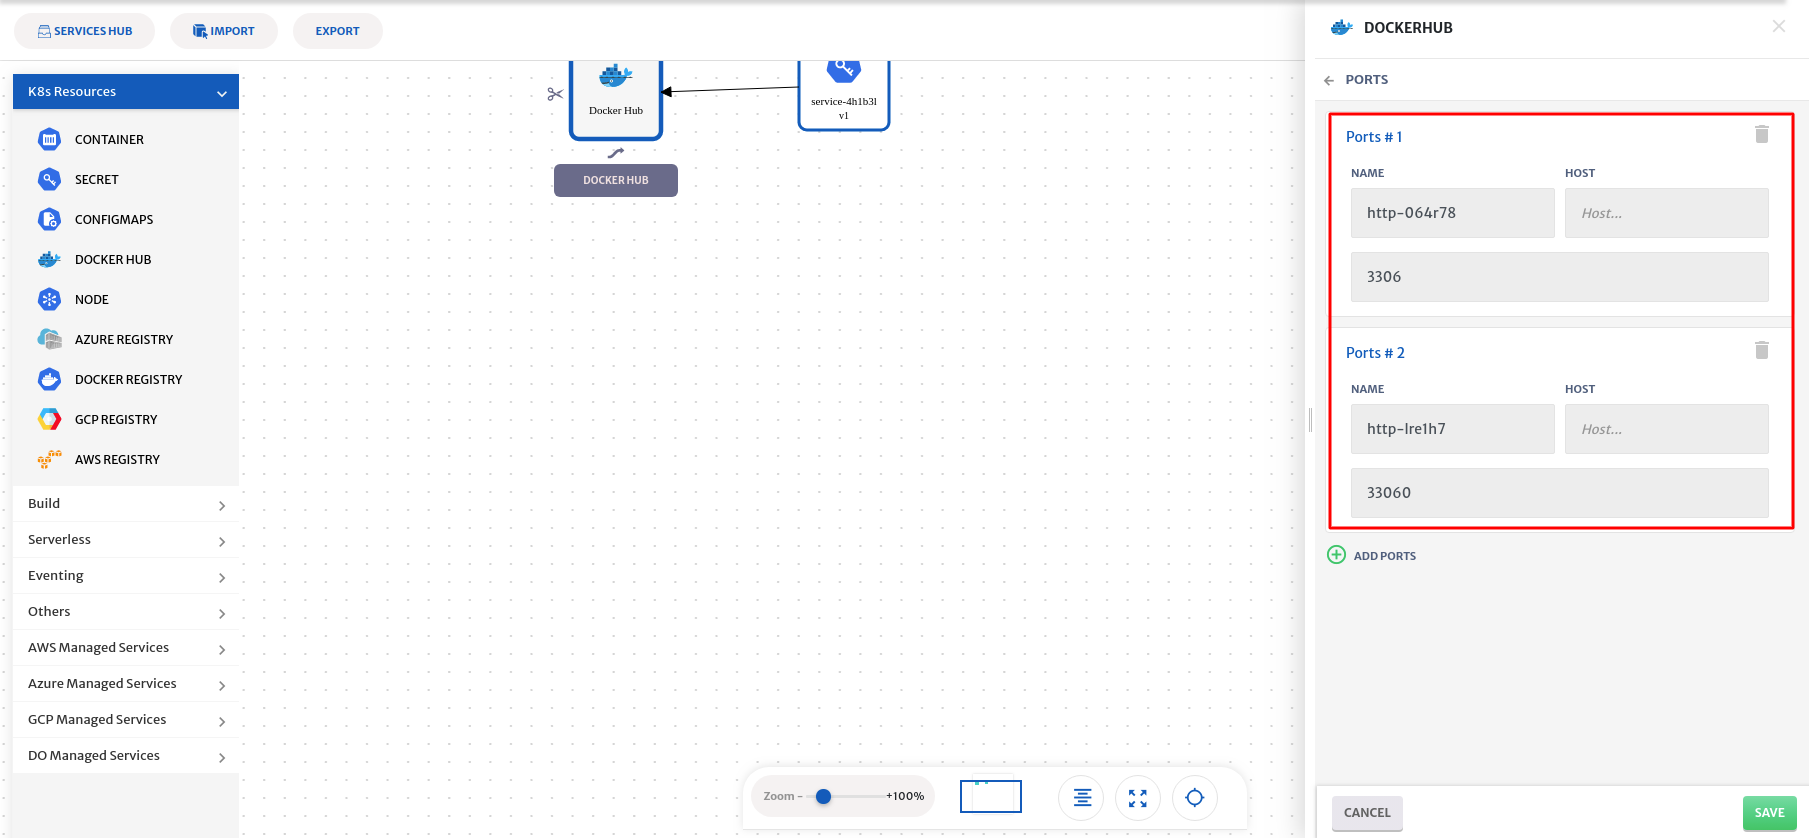 SERVICES HUB
IMPORT
EXPORT
K8s Resources
CONTAINER
SECRET
CONFIGMAPS
DOCKER HUB
NODE
AZURE REGISTRY
DOCKER REGISTRY
GCP REGISTRY
AWS REGISTRY
Build
Serverless
Eventing
Others
AWS Managed Services
Azure Managed Services
GCP Managed Services
DO Managed Services
Docker Hub
DOCKER HUB
service-4h1b3l
v1
Zoom - +100%
DOCKERHUB
PORTS
Ports # 1
NAME HOST
http-064r78 Host...
3306
Ports # 2
NAME HOST
http-lre1h7 Host...
33060
ADD PORTS
CANCEL SAVE